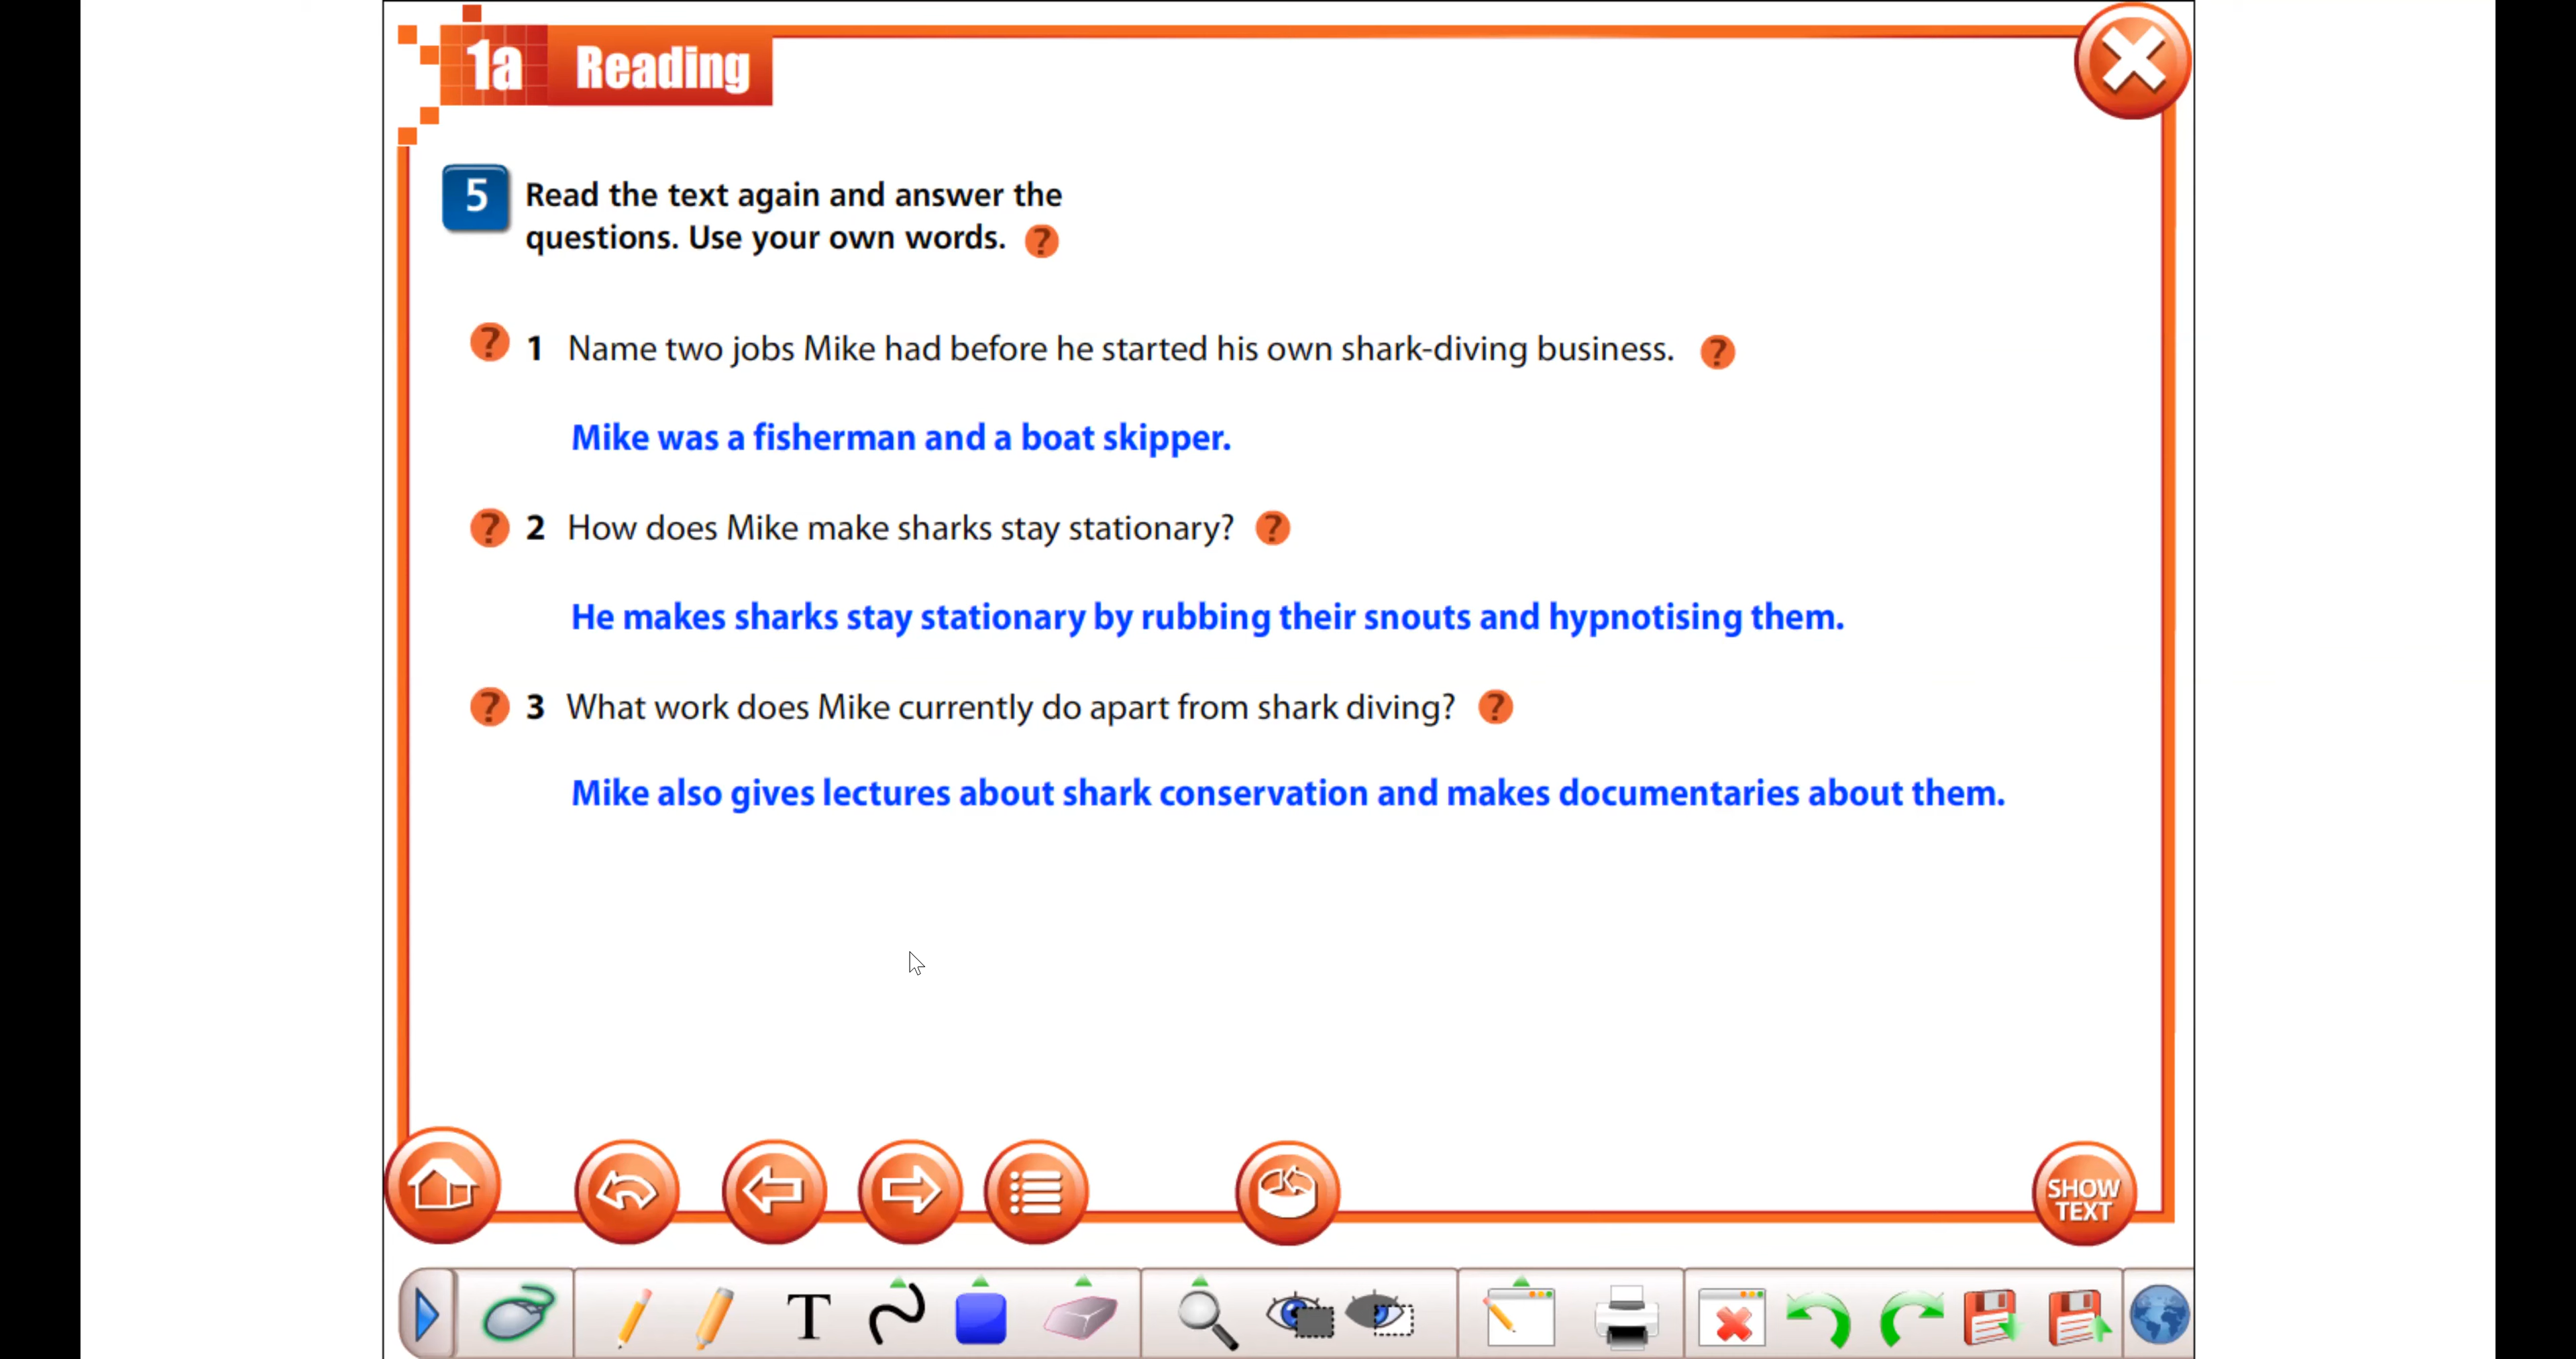 1a Reading
5 Read the text again and answer the
questions. Use your own words. ?
? 1 Name two jobs Mike had before he started his own shark-diving business. ?
Mike was a fisherman and a boat skipper.
? 2 How does Mike make sharks stay stationary? ?
He makes sharks stay stationary by rubbing their snouts and hypnotising them.
? 3 What work does Mike currently do apart from shark diving? ?
Mike also gives lectures about shark conservation and makes documentaries about them.
SHOW
TEXT
T